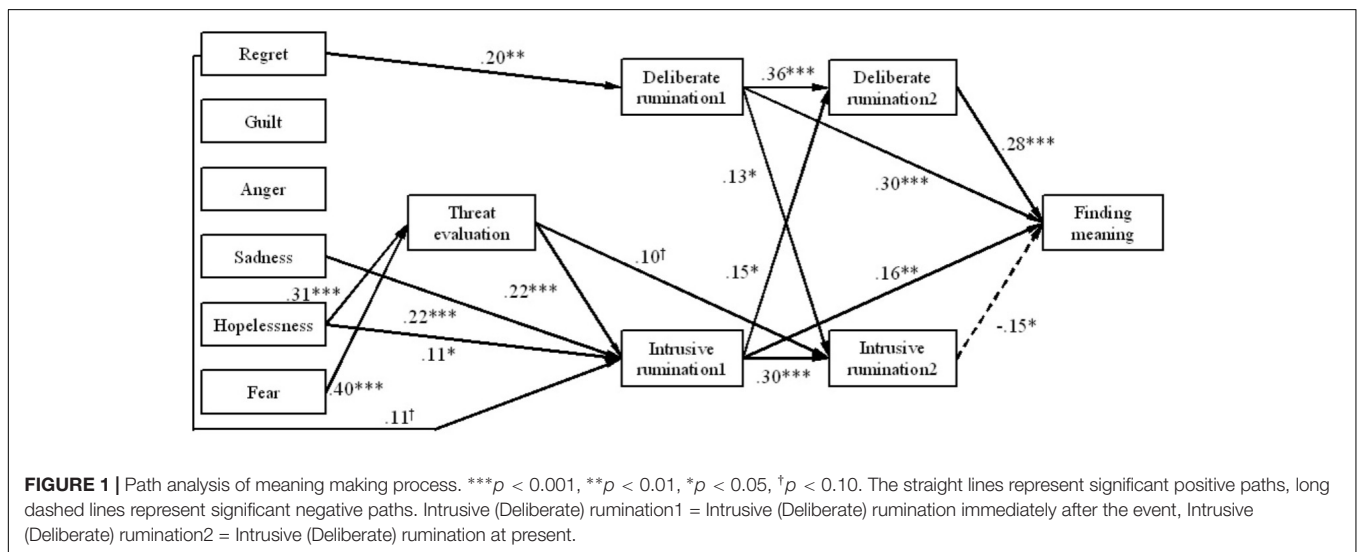 Regret
.20**
Deliberate
rumination1
.36***
Deliberate
rumination2
Guilt
.28***
Anger
.13*
.30***
Threat
evaluation
Finding
meaning
Sadness
.10†
.15*
.16**
.31***
.22***
Hopelessness
.22***
-.15*
.11*
Intrusive
rumination1
.30***
Intrusive
rumination2
Fear
.40***
.11†
FIGURE 1 | Path analysis of meaning making process. ***p < 0.001, **p < 0.01, *p < 0.05, †p < 0.10. The straight lines represent significant positive paths, long
dashed lines represent significant negative paths. Intrusive (Deliberate) rumination1 = Intrusive (Deliberate) rumination immediately after the event, Intrusive
(Deliberate) rumination2 = Intrusive (Deliberate) rumination at present.